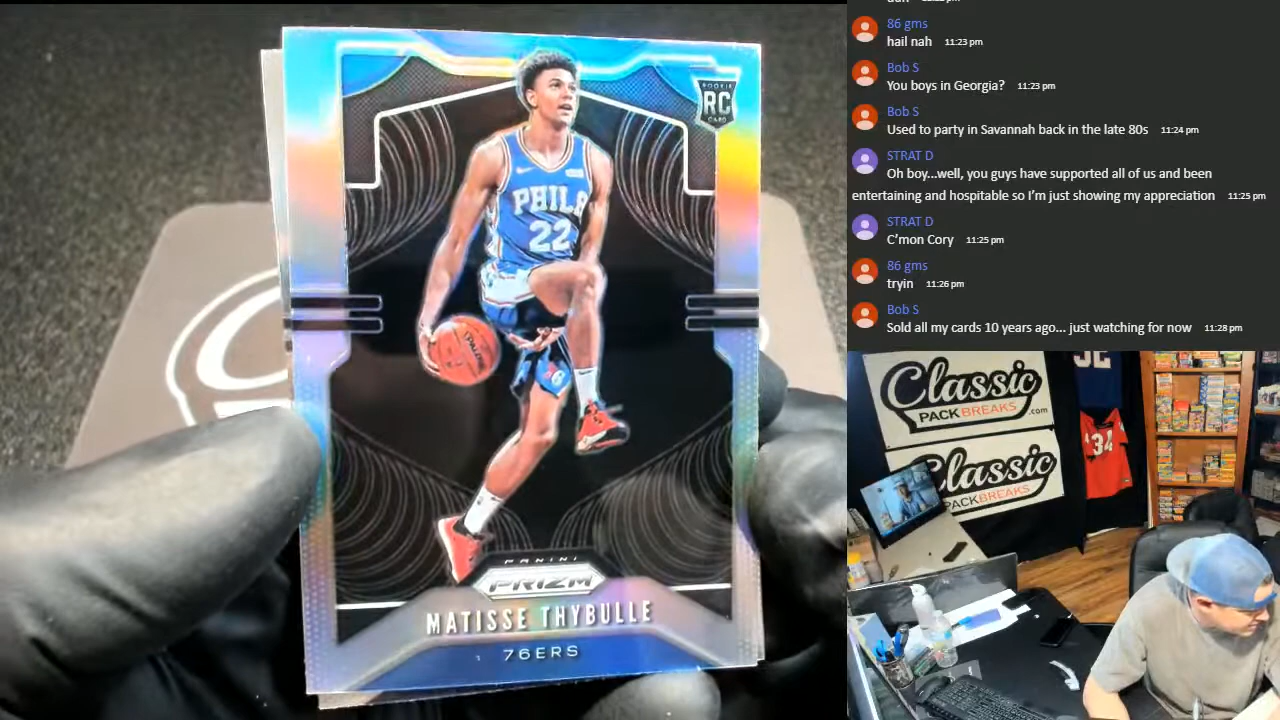 86 gms
hail nah 11:23 pm
Bob S
You boys in Georgia? 11:23 pm
Bob S
Used to party in Savannah back in the late 80s 11:24 pm
STRAT D
Oh boy...well, you guys have supported all of us and been
entertaining and hospitable so I'm just showing my appreciation 11:25 pm
STRAT D
C'mon Cory 11:25 pm
86 gms
tryin 11:26 pm
Bob S
Sold all my cards 10 years ago... just watching for now 11:28 pm
ROOKIE
RC
CARD
PHILA
22
SPALDING
PANINI
PRIZM
MATISSE THYBULLE
76ERS
Classic
PACK BREAKS.com
Classic
PACK BREAKS
34